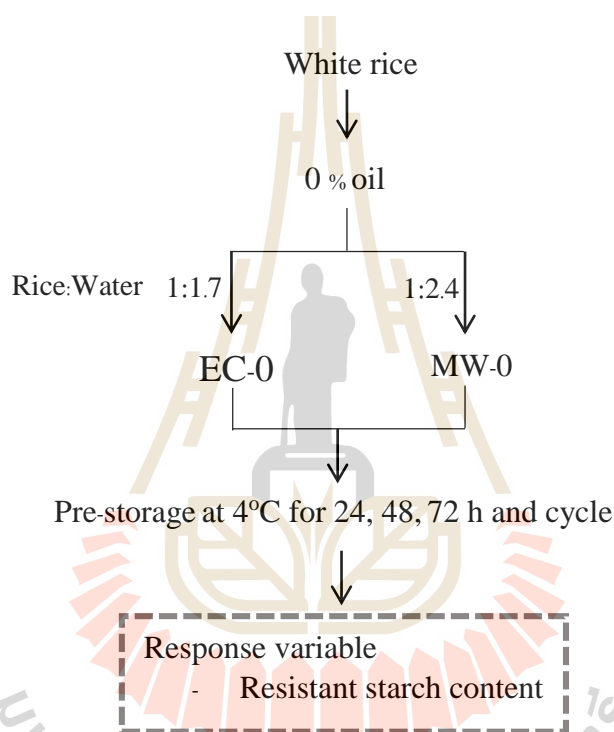 White rice
0 % oil
Rice:Water 1:1.7 1:2.4
EC-0 MW-0
Pre-storage at 4°C for 24, 48, 72 h and cycle
Response variable
- Resistant starch content